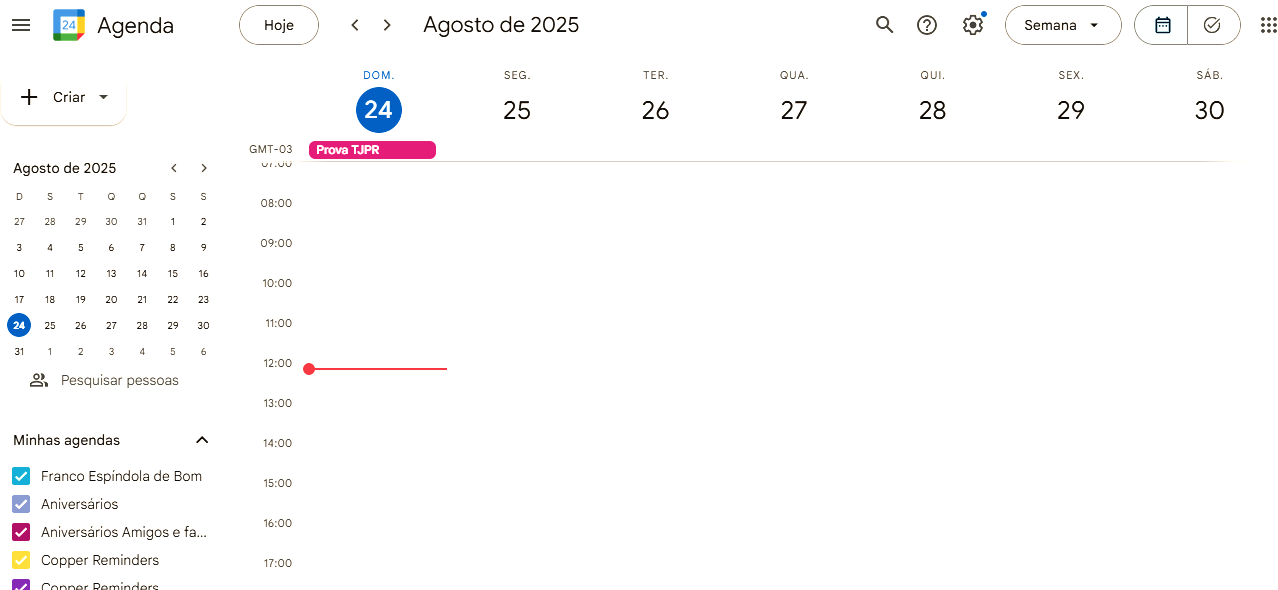 24 Agenda Hoje Agosto de 2025 Semana
Criar
DOM. SEG. TER. QUA. QUI. SEX. SÁB.
24 25 26 27 28 29 30
GMT-03 Prova TJPR
Agosto de 2025
D S T Q Q S S
27 28 29 30 31 1 2
3 4 5 6 7 8 9
10 11 12 13 14 15 16
17 18 19 20 21 22 23
24 25 26 27 28 29 30
31 1 2 3 4 5 6
Pesquisar pessoas
Minhas agendas
Franco Espíndola de Bom
Aniversários
Aniversários Amigos e fa...
Copper Reminders
Copper Reminders
07:00
08:00
09:00
10:00
11:00
12:00
13:00
14:00
15:00
16:00
17:00